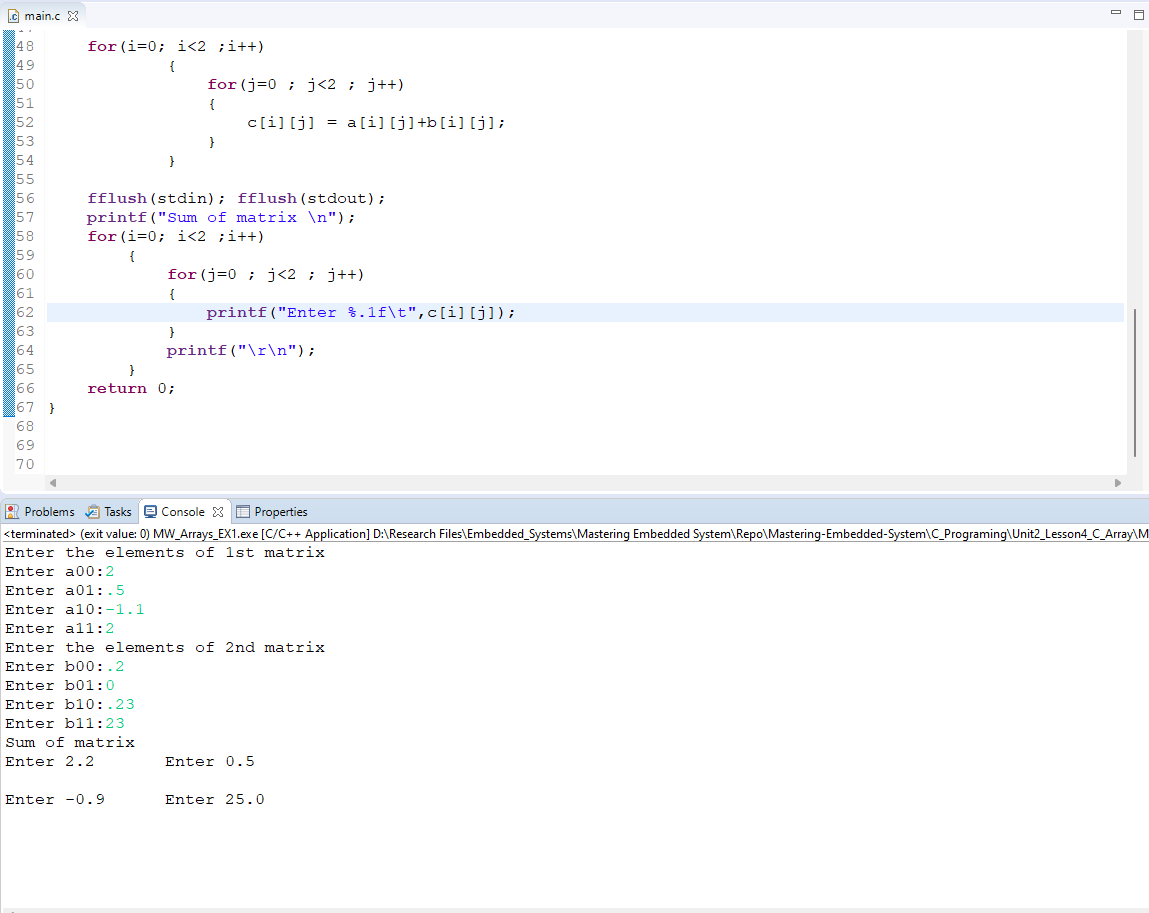 main.c
48 for(i=0; i<2 ;i++)
49 {
50 for(j=0 ; j<2 ; j++)
51 {
52 c[i][j] = a[i][j]+b[i][j];
53 }
54 }
55
56 fflush(stdin); fflush(stdout);
57 printf("Sum of matrix \n");
58 for(i=0; i<2 ;i++)
59 {
60 for(j=0 ; j<2 ; j++)
61 {
62 printf("Enter %.1f\t",c[i][j]);
63 }
64 printf("\r\n");
65 }
66 return 0;
67 }
68
69
70
Problems Tasks Console Properties
<terminated> (exit value: 0) MW_Arrays_EX1.exe [C/C++ Application] D:\Research Files\Embedded_Systems\Mastering Embedded System\Repo\Mastering-Embedded-System\C_Programing\Unit2_Lesson4_C_Array\M
Enter the elements of 1st matrix
Enter a00:2
Enter a01:.5
Enter a10:-1.1
Enter a11:2
Enter the elements of 2nd matrix
Enter b00:.2
Enter b01:0
Enter b10:.23
Enter b11:23
Sum of matrix
Enter 2.2 Enter 0.5
Enter -0.9 Enter 25.0